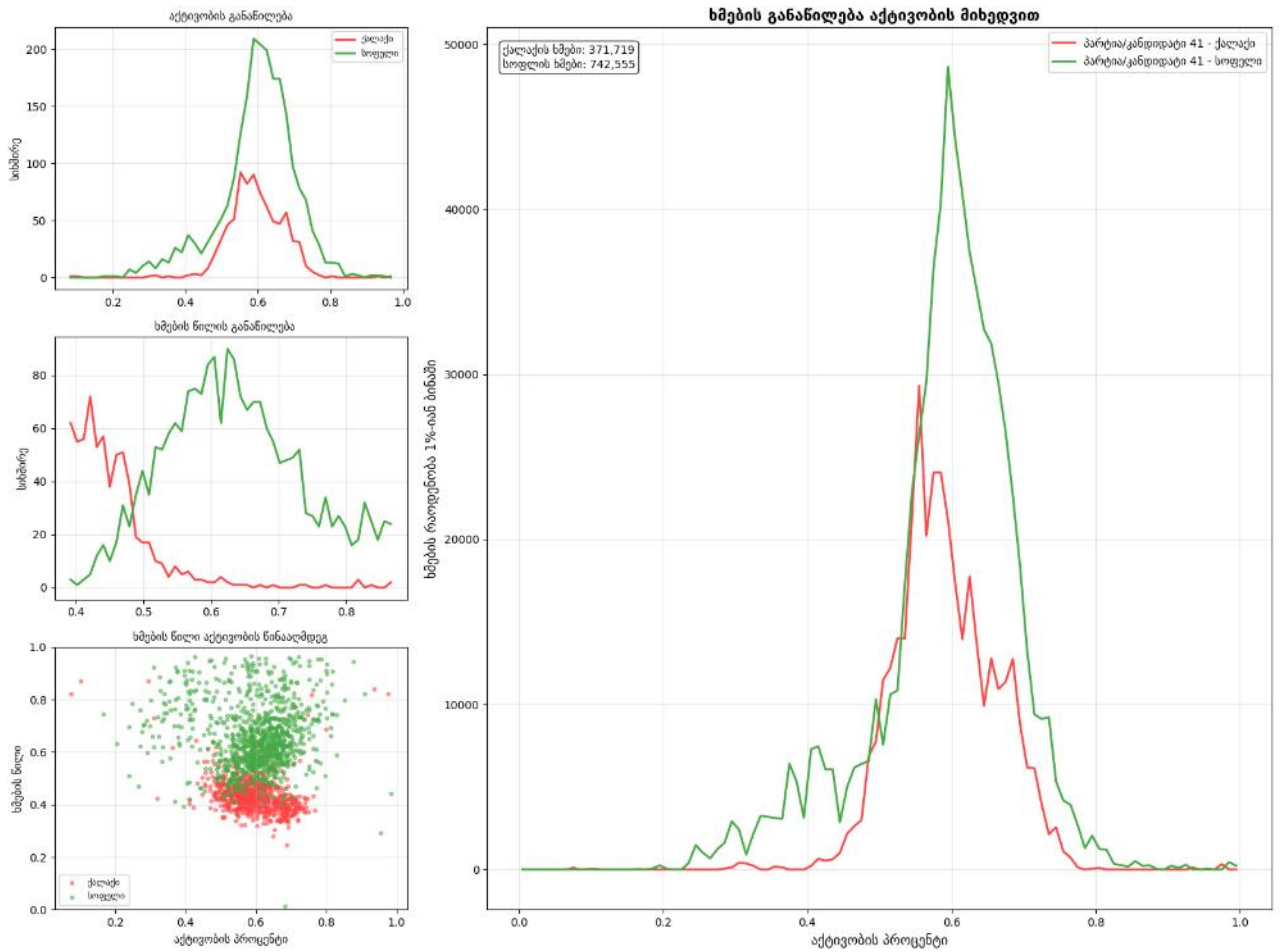 აქტივობის განაწილება
სიხშირე
200
150
100
50
0
ქალაქი
სოფელი
0.2 0.4 0.6 0.8 1.0
ხმების წილის განაწილება
სიხშირე
80
60
40
20
0
0.4 0.5 0.6 0.7 0.8
ხმების წილი აქტივობის წინააღმდეგ
ხმების წილი
1.0
0.8
0.6
0.4
0.2
0.0
ქალაქი
სოფელი
0.2 0.4 0.6 0.8 1.0
აქტივობის პროცენტი
ხმების განაწილება აქტივობის მიხედვით
ქალაქის ხმები: 371,719
სოფლის ხმები: 742,555
პარტია/კანდიდატი 41 - ქალაქი
პარტია/კანდიდატი 41 - სოფელი
ხმების რაოდენობა 1%-იან ბინაში
50000
40000
30000
20000
10000
0
0.0 0.2 0.4 0.6 0.8 1.0
აქტივობის პროცენტი